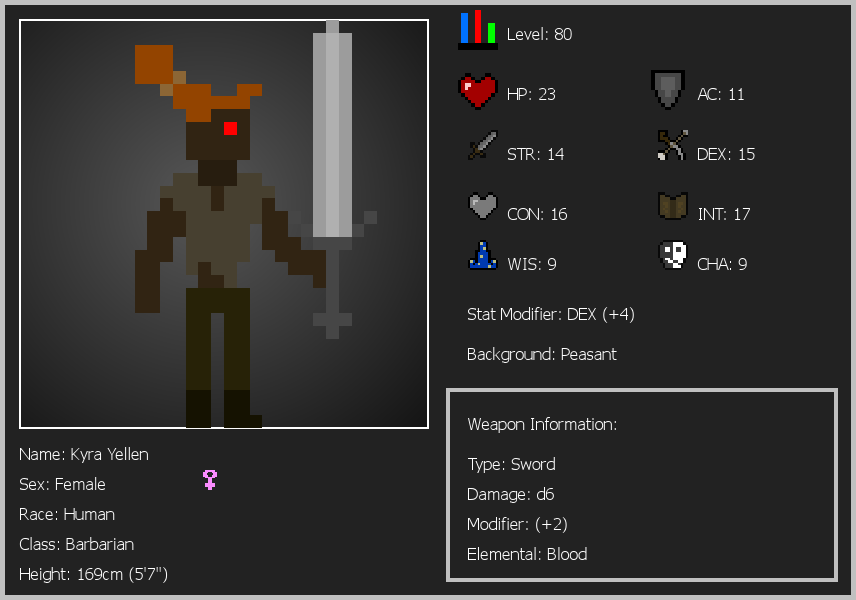 Level: 80
HP: 23
AC: 11
STR: 14
DEX: 15
CON: 16
INT: 17
WIS: 9
CHA: 9
Stat Modifier: DEX (+4)
Background: Peasant
Weapon Information:
Type: Sword
Damage: d6
Modifier: (+2)
Elemental: Blood
Name: Kyra Yellen
Sex: Female
Race: Human
Class: Barbarian
Height: 169cm (5'7")